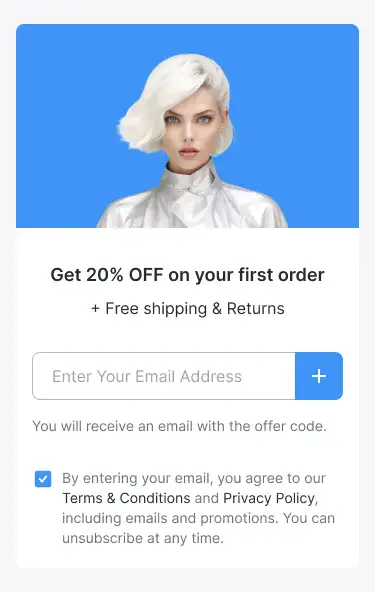 Get 20% OFF on your first order
+ Free shipping & Returns
Enter Your Email Address
You will receive an email with the offer code.
By entering your email, you agree to our
Terms & Conditions and Privacy Policy,
including emails and promotions. You can
unsubscribe at any time.